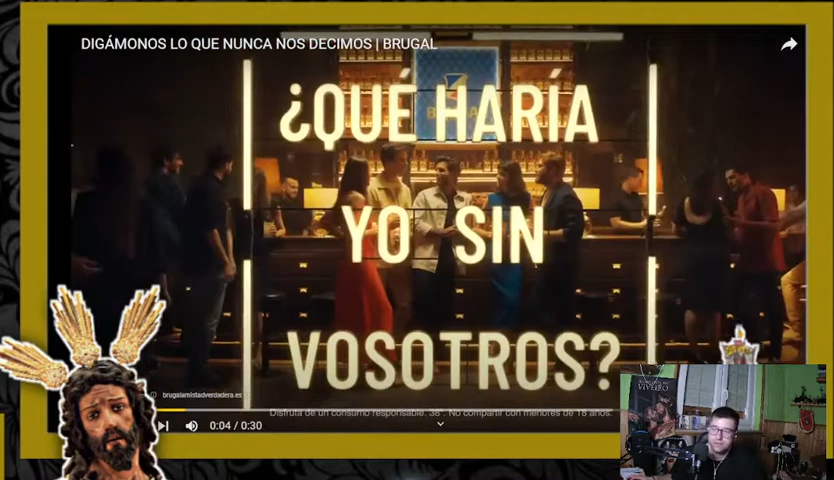 DIGÁMONOS LO QUE NUNCA NOS DECIMOS | BRUGAL
¿QUE HARIA
YO SIN
VOSOTROS?
brugalamistadverdadera.es
Disfruta de un consumo responsable. 38°. No compartir con menores de 18 años.
0:04 / 0:30
VIVEIRO